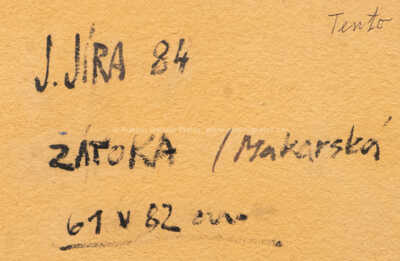 Tento
J. JÍRA 84
ZÁTOKA / Makarská
61 x 82 cm